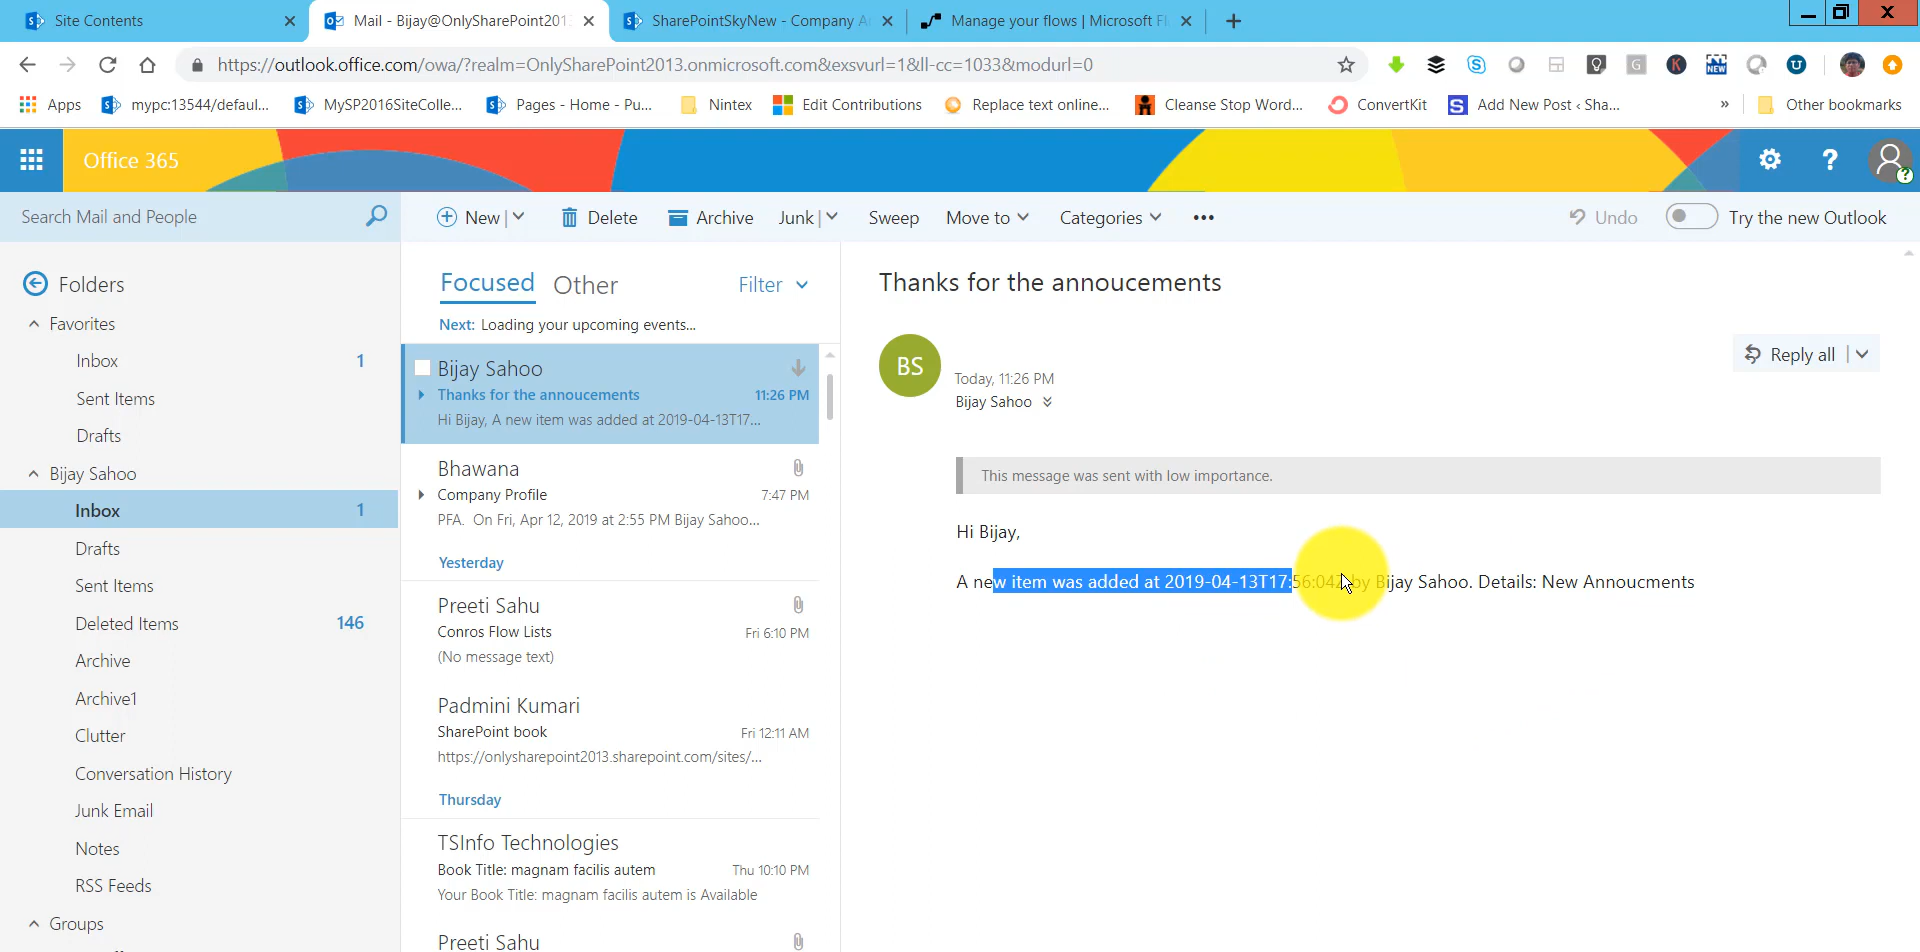 Site Contents
Mail - Bijay@OnlySharePoint201
SharePointSkyNew - Company A
Manage your flows | Microsoft Fl
https://outlook.office.com/owa/?realm=OnlySharePoint2013.onmicrosoft.com&exsvurl=1&ll-cc=1033&modurl=0
Apps
mypc:13544/defaul...
MySP2016SiteColle...
Pages - Home - Pu...
Nintex
Edit Contributions
Replace text online...
Cleanse Stop Word...
ConvertKit
Add New Post ‹ Sha...
»
Other bookmarks
Office 365
Search Mail and People
New
Delete
Archive
Junk
Sweep
Move to
Categories
Undo
Try the new Outlook
Folders
Favorites
Inbox 1
Sent Items
Drafts
Bijay Sahoo
Inbox 1
Drafts
Sent Items
Deleted Items 146
Archive
Archive1
Clutter
Conversation History
Junk Email
Notes
RSS Feeds
Groups
Focused Other Filter
Next: Loading your upcoming events...
Bijay Sahoo
Thanks for the annoucements 11:26 PM
Hi Bijay, A new item was added at 2019-04-13T17...
Bhawana
Company Profile 7:47 PM
PFA. On Fri, Apr 12, 2019 at 2:55 PM Bijay Sahoo...
Yesterday
Preeti Sahu
Conros Flow Lists Fri 6:10 PM
(No message text)
Padmini Kumari
SharePoint book Fri 12:11 AM
https://onlysharepoint2013.sharepoint.com/sites/...
Thursday
TSInfo Technologies
Book Title: magnam facilis autem Thu 10:10 PM
Your Book Title: magnam facilis autem is Available
Preeti Sahu
Thanks for the annoucements
BS
Today, 11:26 PM
Bijay Sahoo
Reply all
This message was sent with low importance.
Hi Bijay,
A new item was added at 2019-04-13T17:56:04Z by Bijay Sahoo. Details: New Annoucments